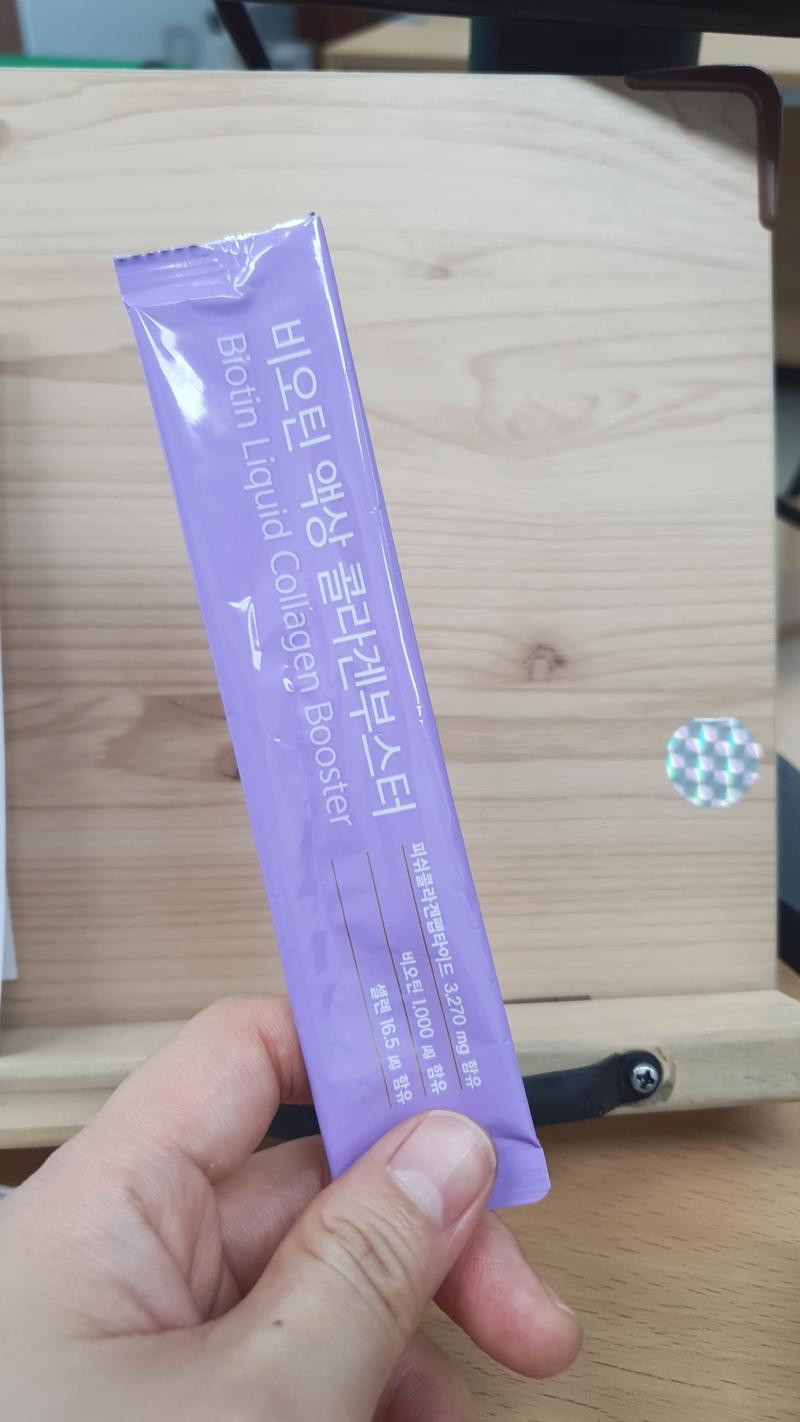 비오틴 액상 콜라겐부스터
Biotin Liquid Collagen Booster
피쉬콜라겐펩타이드 3,270 mg 함유
비오틴 1,000 ㎍ 함유
셀렌 16.5 ㎍ 함유